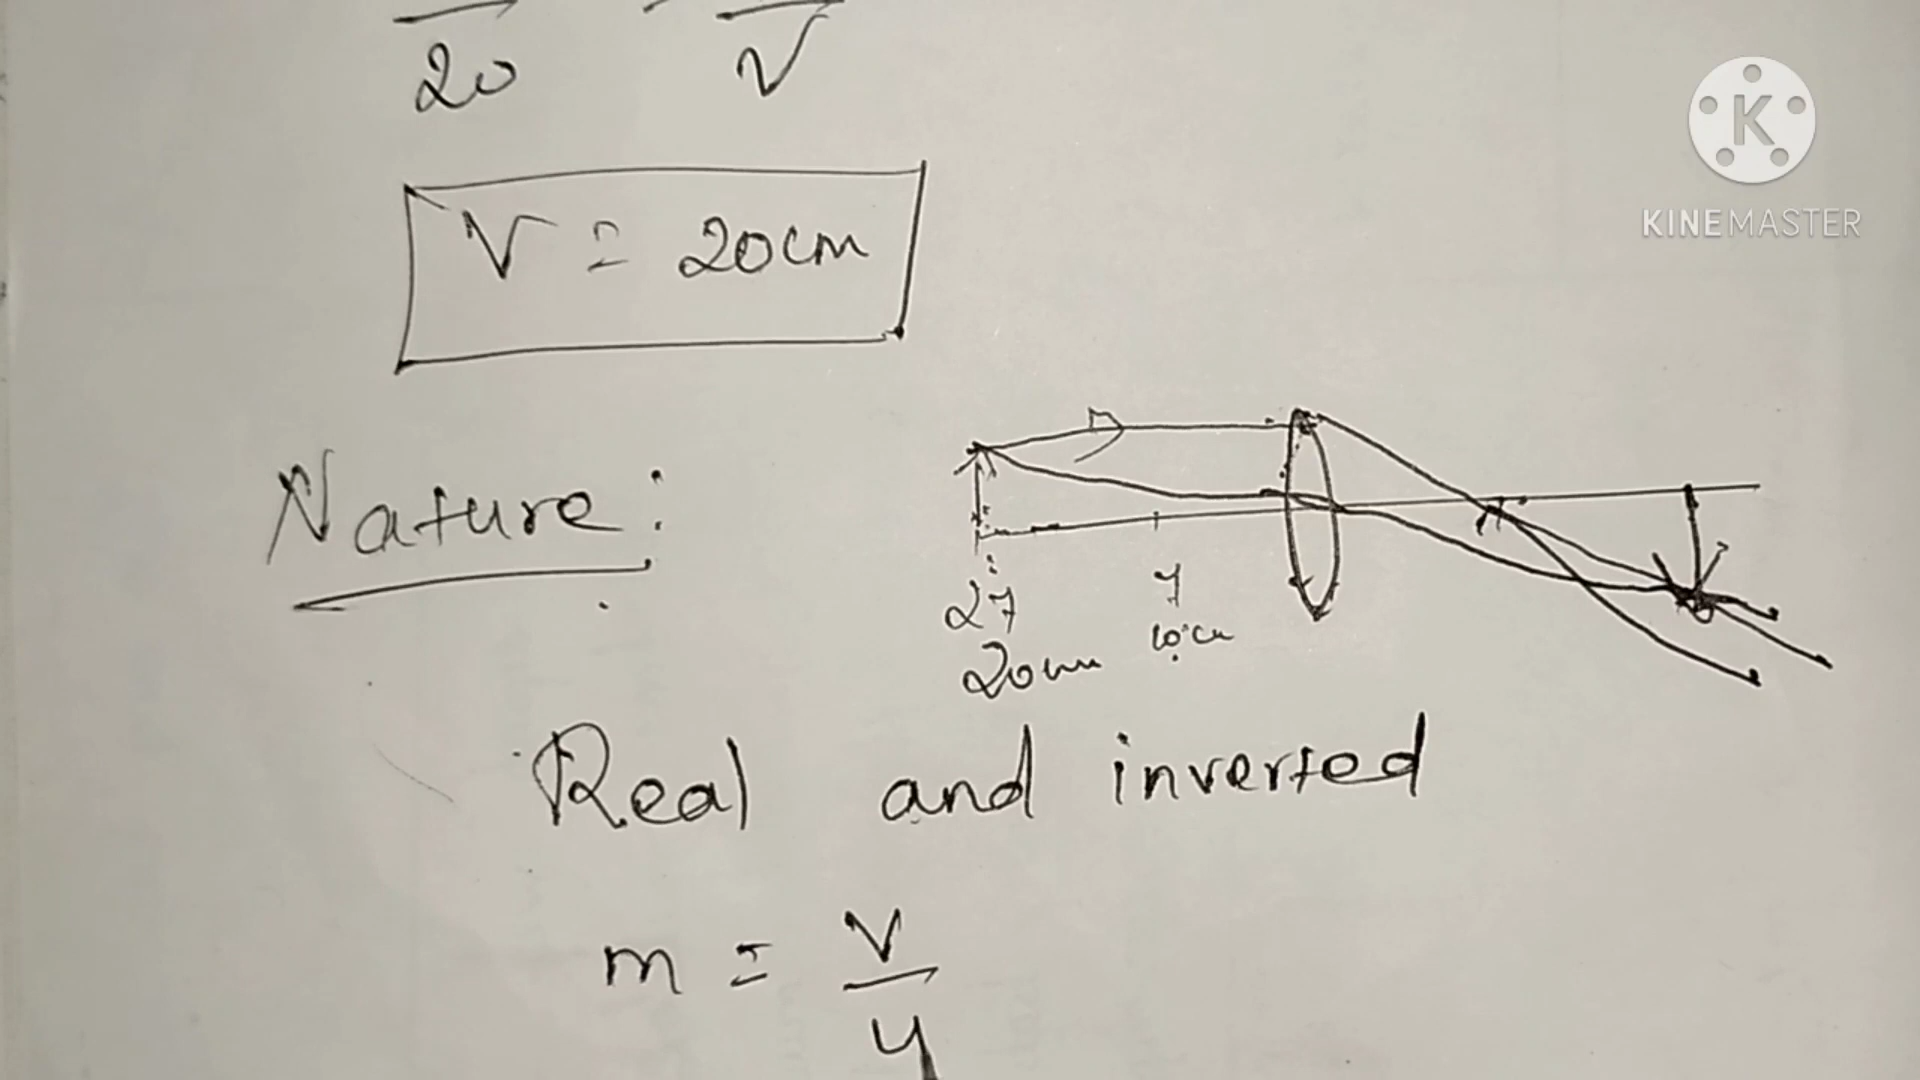 20 V
K
KINEMASTER
V = 20cm
Nature:
2f f
20cm 10cm
Real and inverted
m = V
u